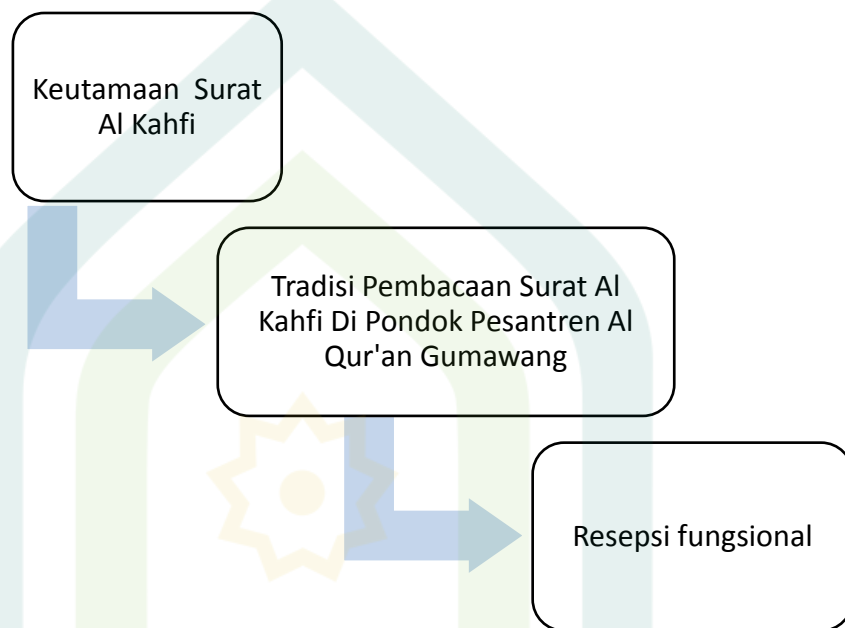 Keutamaan Surat
Al Kahfi
Tradisi Pembacaan Surat Al
Kahfi Di Pondok Pesantren Al
Qur'an Gumawang
Resepsi fungsional